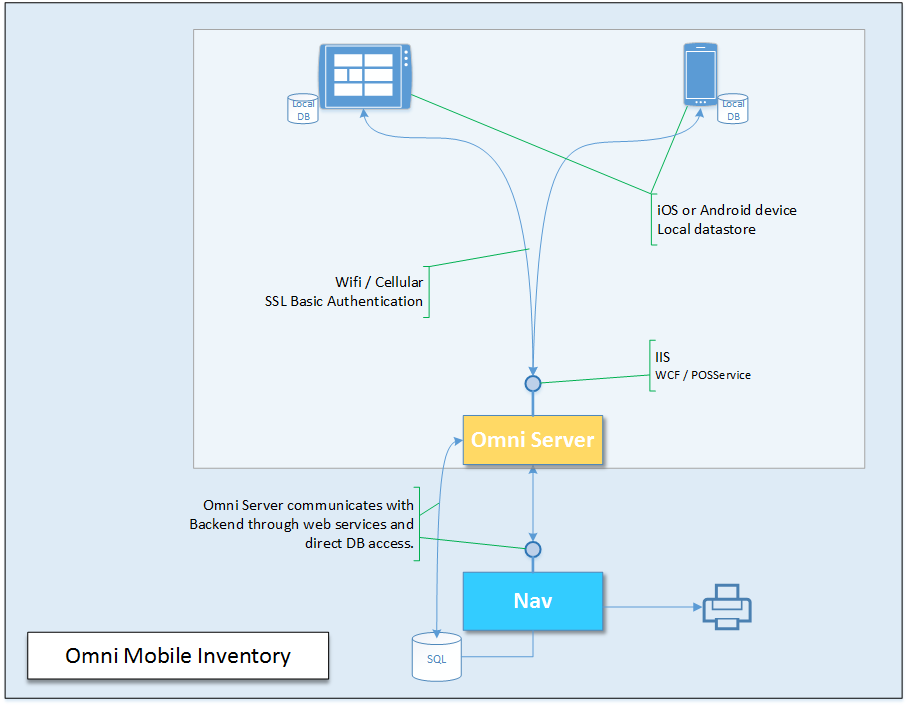 Local
DB
Local
DB
iOS or Android device
Local datastore
Wifi / Cellular
SSL Basic Authentication
IIS
WCF / POSService
Omni Server
Omni Server communicates with
Backend through web services and
direct DB access.
Nav
SQL
Omni Mobile Inventory